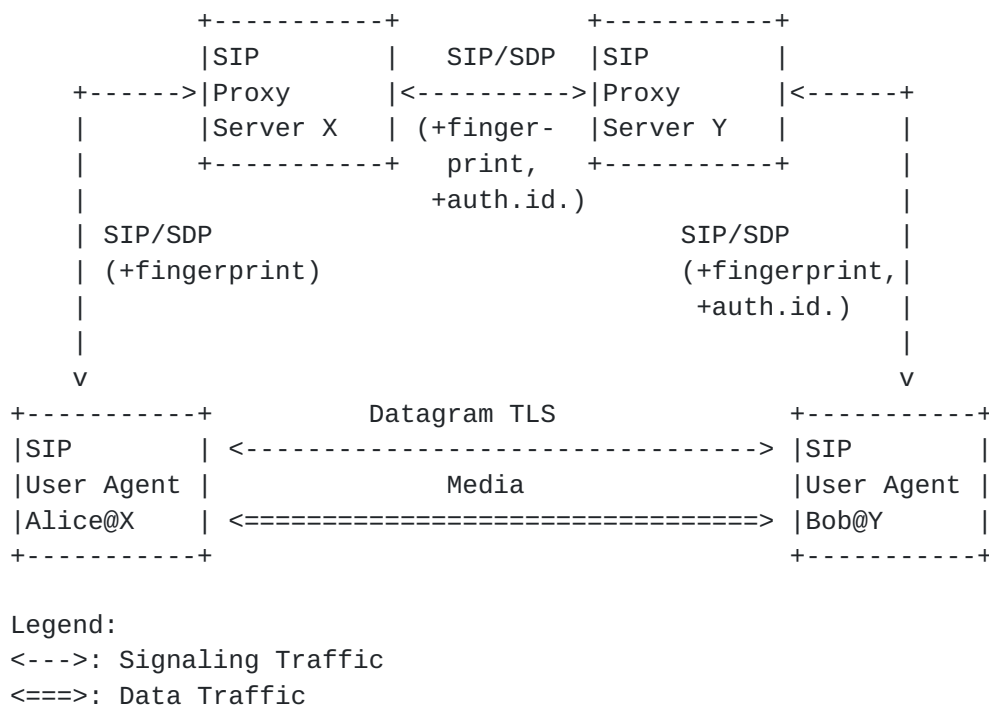 +-----------+            +-----------+
|SIP        |   SIP/SDP  |SIP        |
+------>|Proxy      |<---------->|Proxy      |<------+
|       |Server X   | (+finger-  |Server Y   |       |
|       +-----------+   print,   +-----------+       |
|                      +auth.id.)                    |
| SIP/SDP                              SIP/SDP       |
| (+fingerprint)                       (+fingerprint,|
|                                       +auth.id.)   |
|                                                    |
v                                                    v
+-----------+          Datagram TLS               +-----------+
|SIP        | <---------------------------------> |SIP        |
|User Agent |               Media                 |User Agent |
|Alice@X    | <=================================> |Bob@Y      |
+-----------+                                     +-----------+
Legend:
<--->: Signaling Traffic
<===>: Data Traffic